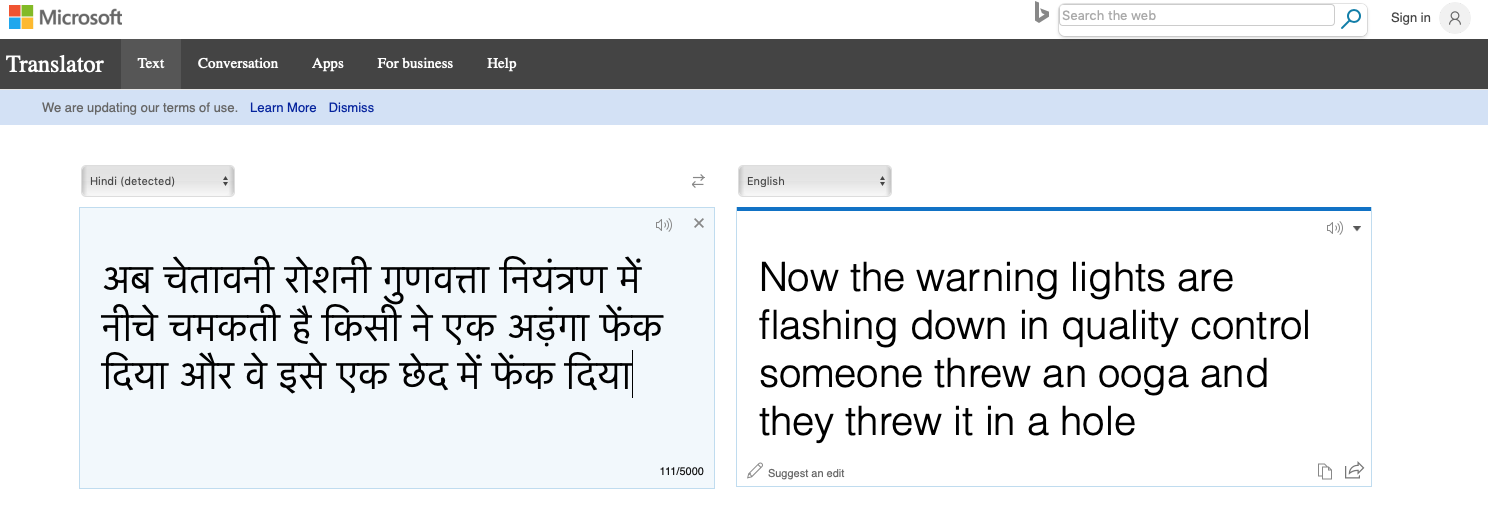 Microsoft
Search the web
Sign in
Translator Text Conversation Apps For business Help
We are updating our terms of use. Learn More Dismiss
Hindi (detected)
English
अब चेतावनी रोशनी गुणवत्ता नियंत्रण में
नीचे चमकती है किसी ने एक अड़ंगा फेंक
दिया और वे इसे एक छेद में फेंक दिया
111/5000
Now the warning lights are
flashing down in quality control
someone threw an ooga and
they threw it in a hole
Suggest an edit